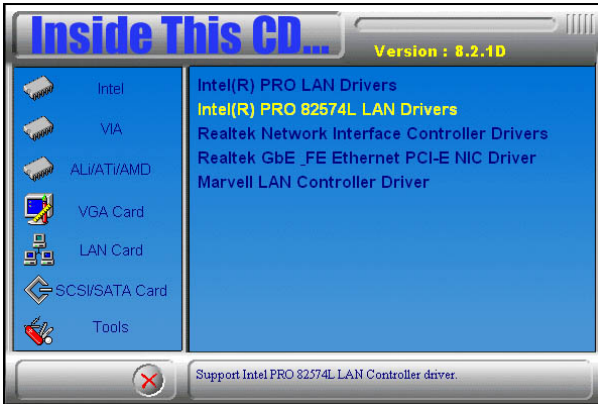 Inside This CD...
Version : 8.2.1D
Intel
VIA
ALi/ATi/AMD
VGA Card
LAN Card
SCSI/SATA Card
Tools
Intel(R) PRO LAN Drivers
Intel(R) PRO 82574L LAN Drivers
Realtek Network Interface Controller Drivers
Realtek GbE _FE Ethernet PCI-E NIC Driver
Marvell LAN Controller Driver
Support Intel PRO 82574L LAN Controller driver.